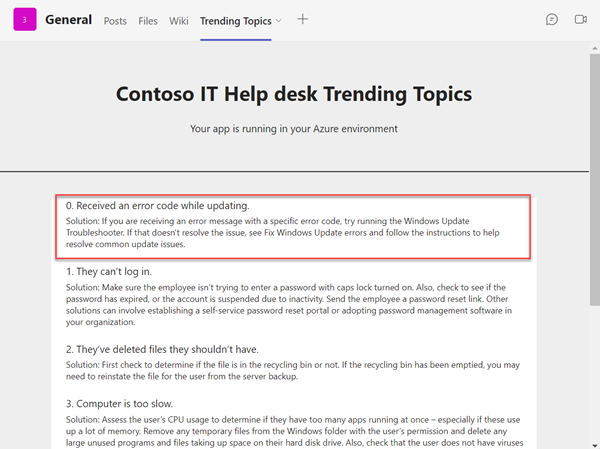 3 General Posts Files Wiki Trending Topics
Contoso IT Help desk Trending Topics
Your app is running in your Azure environment
0. Received an error code while updating.
Solution: If you are receiving an error message with a specific error code, try running the Windows Update
Troubleshooter. If that doesn't resolve the issue, see Fix Windows Update errors and follow the instructions to help
resolve common update issues.
1. They can't log in.
Solution: Make sure the employee isn't trying to enter a password with caps lock turned on. Also, check to see if the
password has expired, or the account is suspended due to inactivity. Send the employee a password reset link. Other
solutions can involve establishing a self-service password reset portal or adopting password management software in
your organization.
2. They've deleted files they shouldn't have.
Solution: First check to determine if the file is in the recycling bin or not. If the recycling bin has been emptied, you may
need to reinstate the file for the user from the server backup.
3. Computer is too slow.
Solution: Assess the user's CPU usage to determine if they have too many apps running at once – especially if these use
up a lot of memory. Remove any temporary files from the Windows folder with the user's permission and delete any
large unused programs and files taking up space on their hard disk drive. Also, check that the user does not have viruses